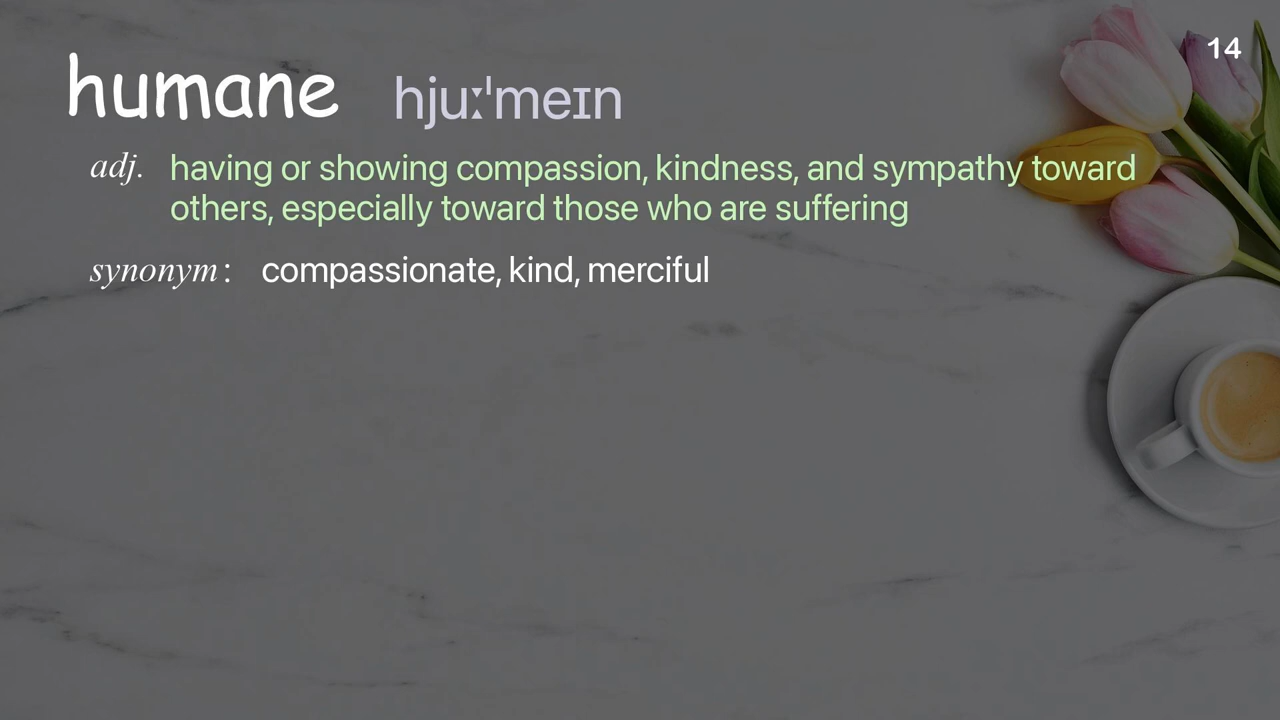 14
humane hjuːˈmeɪn
adj. having or showing compassion, kindness, and sympathy toward
others, especially toward those who are suffering
synonym: compassionate, kind, merciful